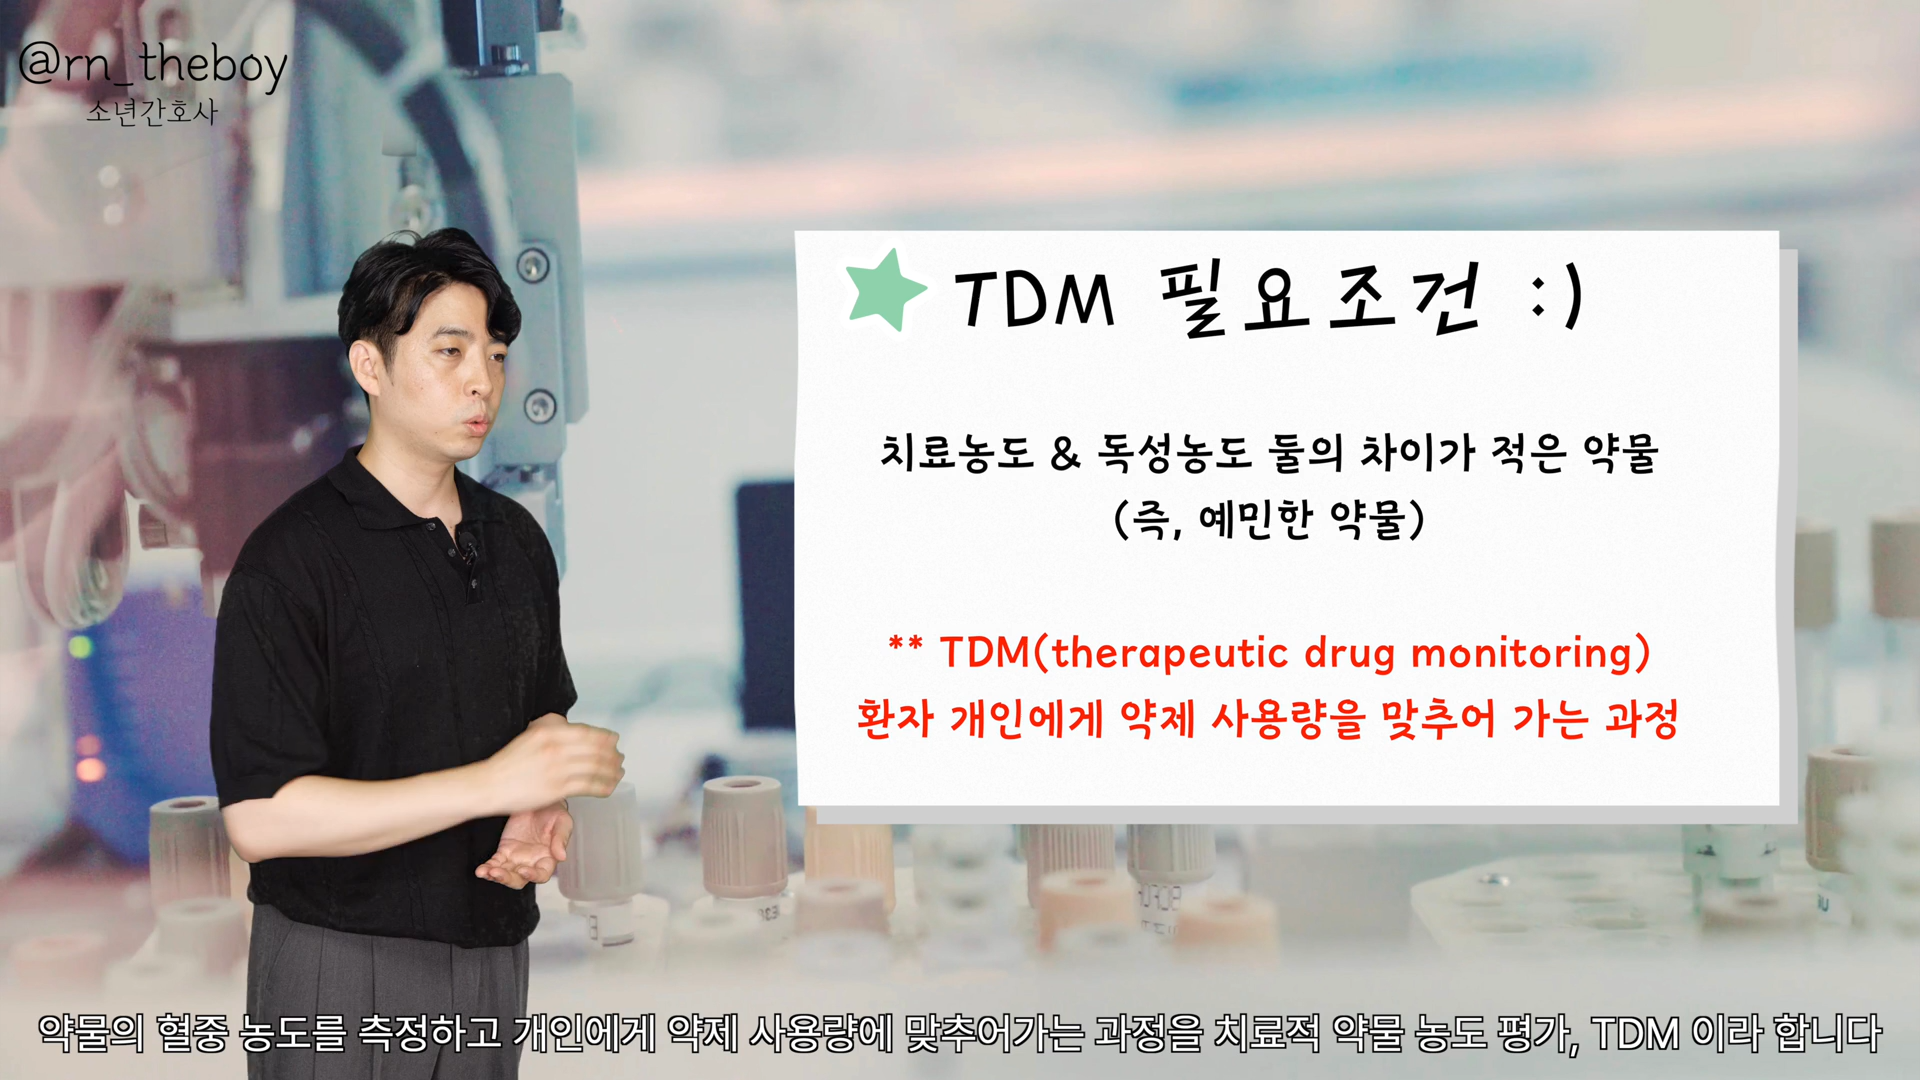 @rn_theboy
소년간호사
TDM 필요조건 :)
치료농도 & 독성농도 둘의 차이가 적은 약물
(즉, 예민한 약물)
** TDM(therapeutic drug monitoring)
환자 개인에게 약제 사용량을 맞추어 가는 과정
약물의 혈중 농도를 측정하고 개인에게 약제 사용량에 맞추어가는 과정을 치료적 약물 농도 평가, TDM 이라 합니다